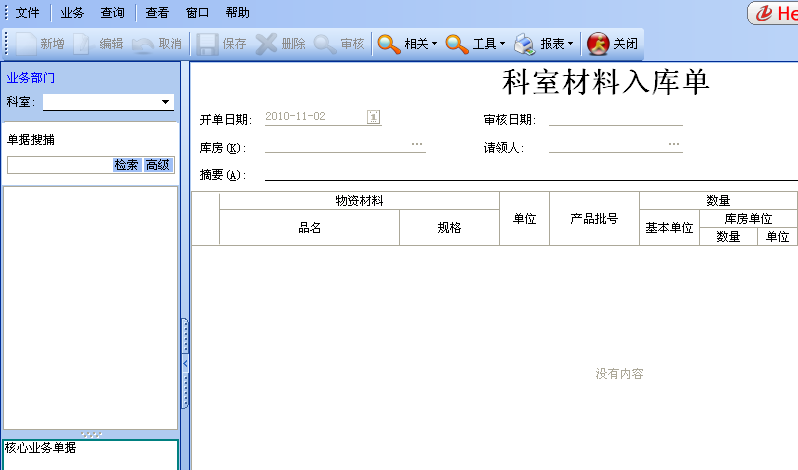 文件 业务 查询 查看 窗口 帮助
He
新增 编辑 取消 保存 删除 审核 相关 工具 报表 关闭
业务部门
科室:
单据搜捕
检索 高级
核心业务单据
科室材料入库单
开单日期: 2010-11-02 1 审核日期:
库房(K): ... 请领人: ...
摘要(A):
物资材料 单位 产品批号 数量
品名 规格 基本单位 库房单位
数量 单位
没有内容